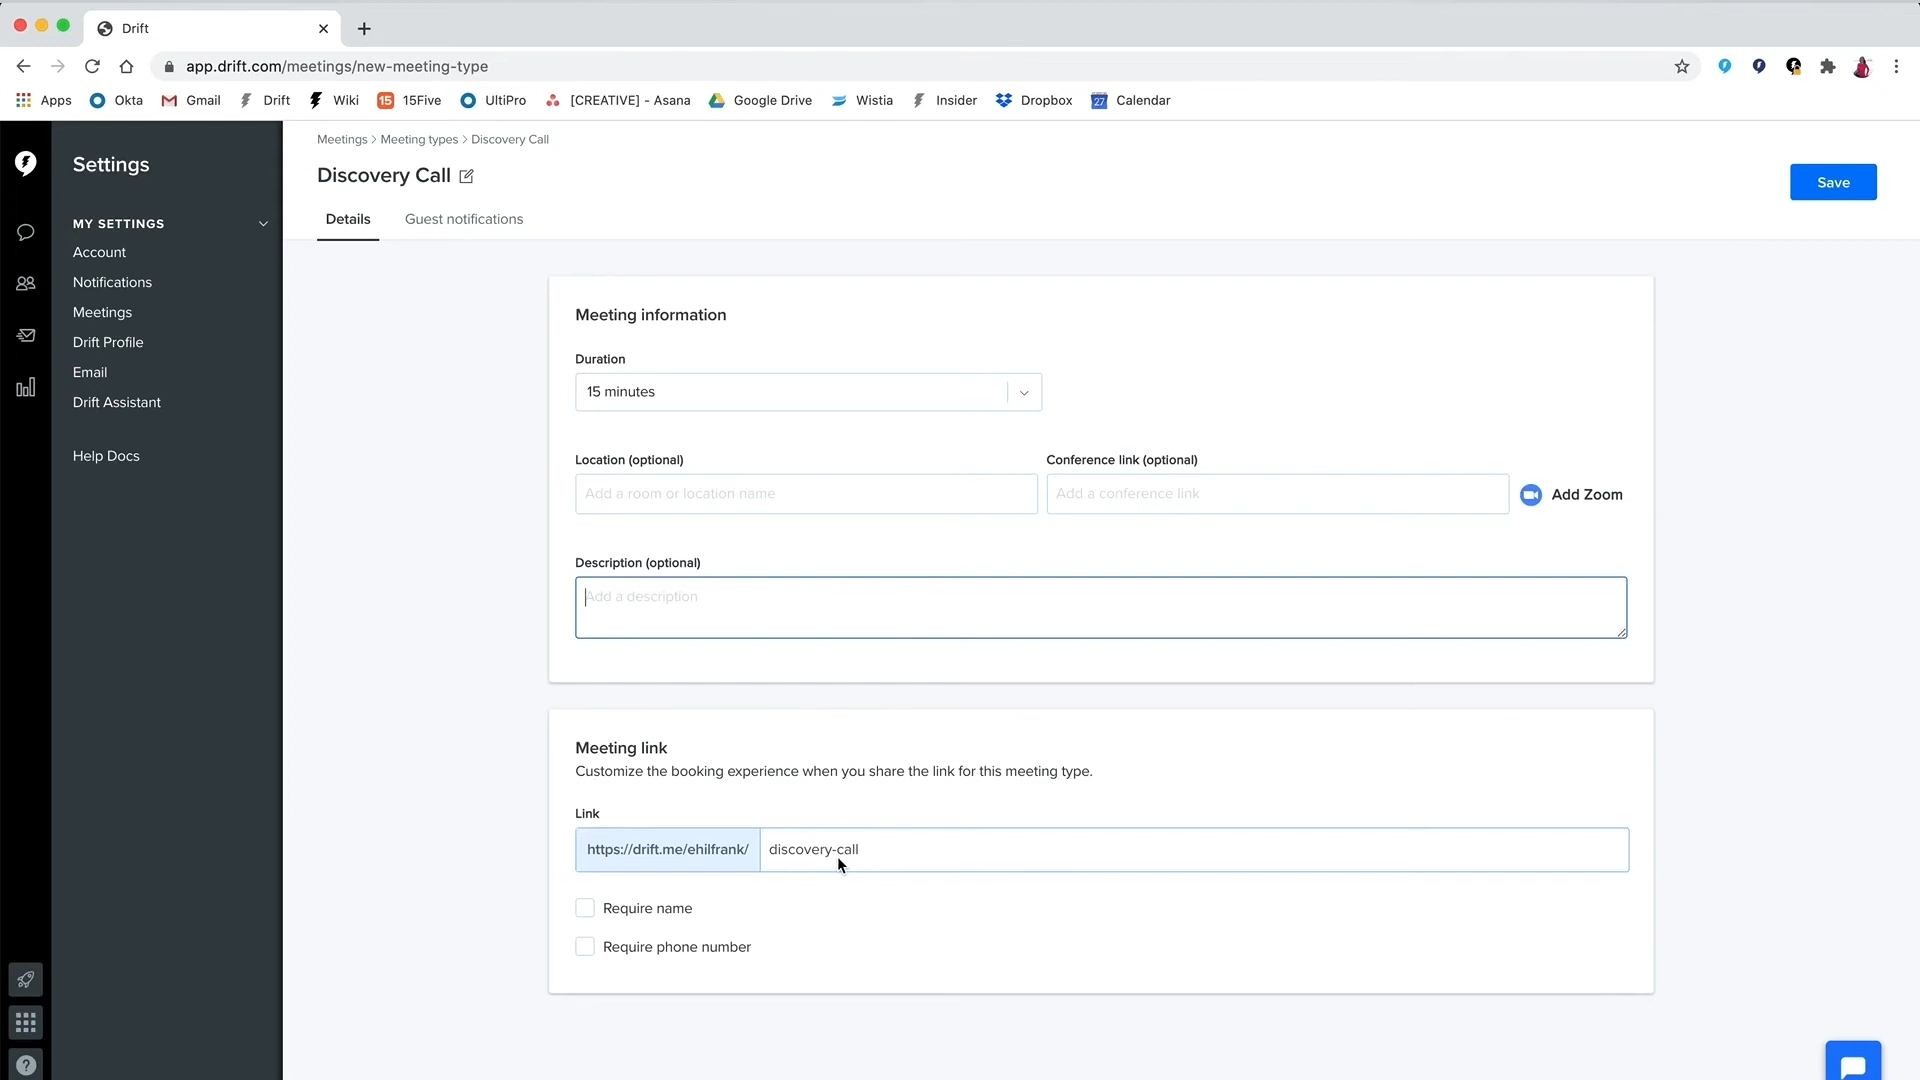 Drift
app.drift.com/meetings/new-meeting-type
Apps Okta Gmail Drift Wiki 15 15Five UltiPro [CREATIVE] - Asana Google Drive Wistia Insider Dropbox 27 Calendar
Settings
MY SETTINGS
Account
Notifications
Meetings
Drift Profile
Email
Drift Assistant
Help Docs
Meetings > Meeting types > Discovery Call
Discovery Call
Save
Details Guest notifications
Meeting information
Duration
15 minutes
Location (optional) Conference link (optional)
Add a room or location name Add a conference link Add Zoom
Description (optional)
Add a description
Meeting link
Customize the booking experience when you share the link for this meeting type.
Link
https://drift.me/ehilfrank/ discovery-call
Require name
Require phone number